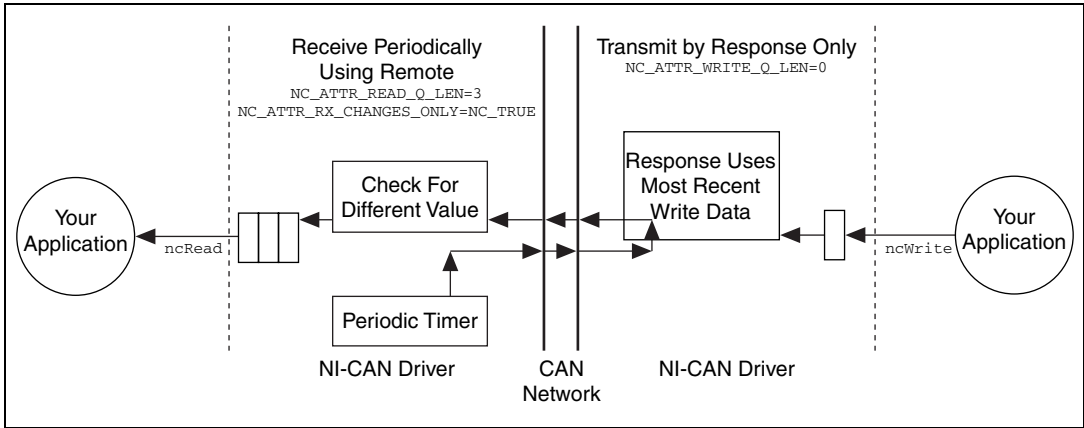 Receive Periodically
Using Remote
NC_ATTR_READ_Q_LEN=3
NC_ATTR_RX_CHANGES_ONLY=NC_TRUE
Transmit by Response Only
NC_ATTR_WRITE_Q_LEN=0
Your
Application
ncRead
Check For
Different Value
Periodic Timer
Response Uses
Most Recent
Write Data
ncWrite
Your
Application
NI-CAN Driver
CAN
Network
NI-CAN Driver